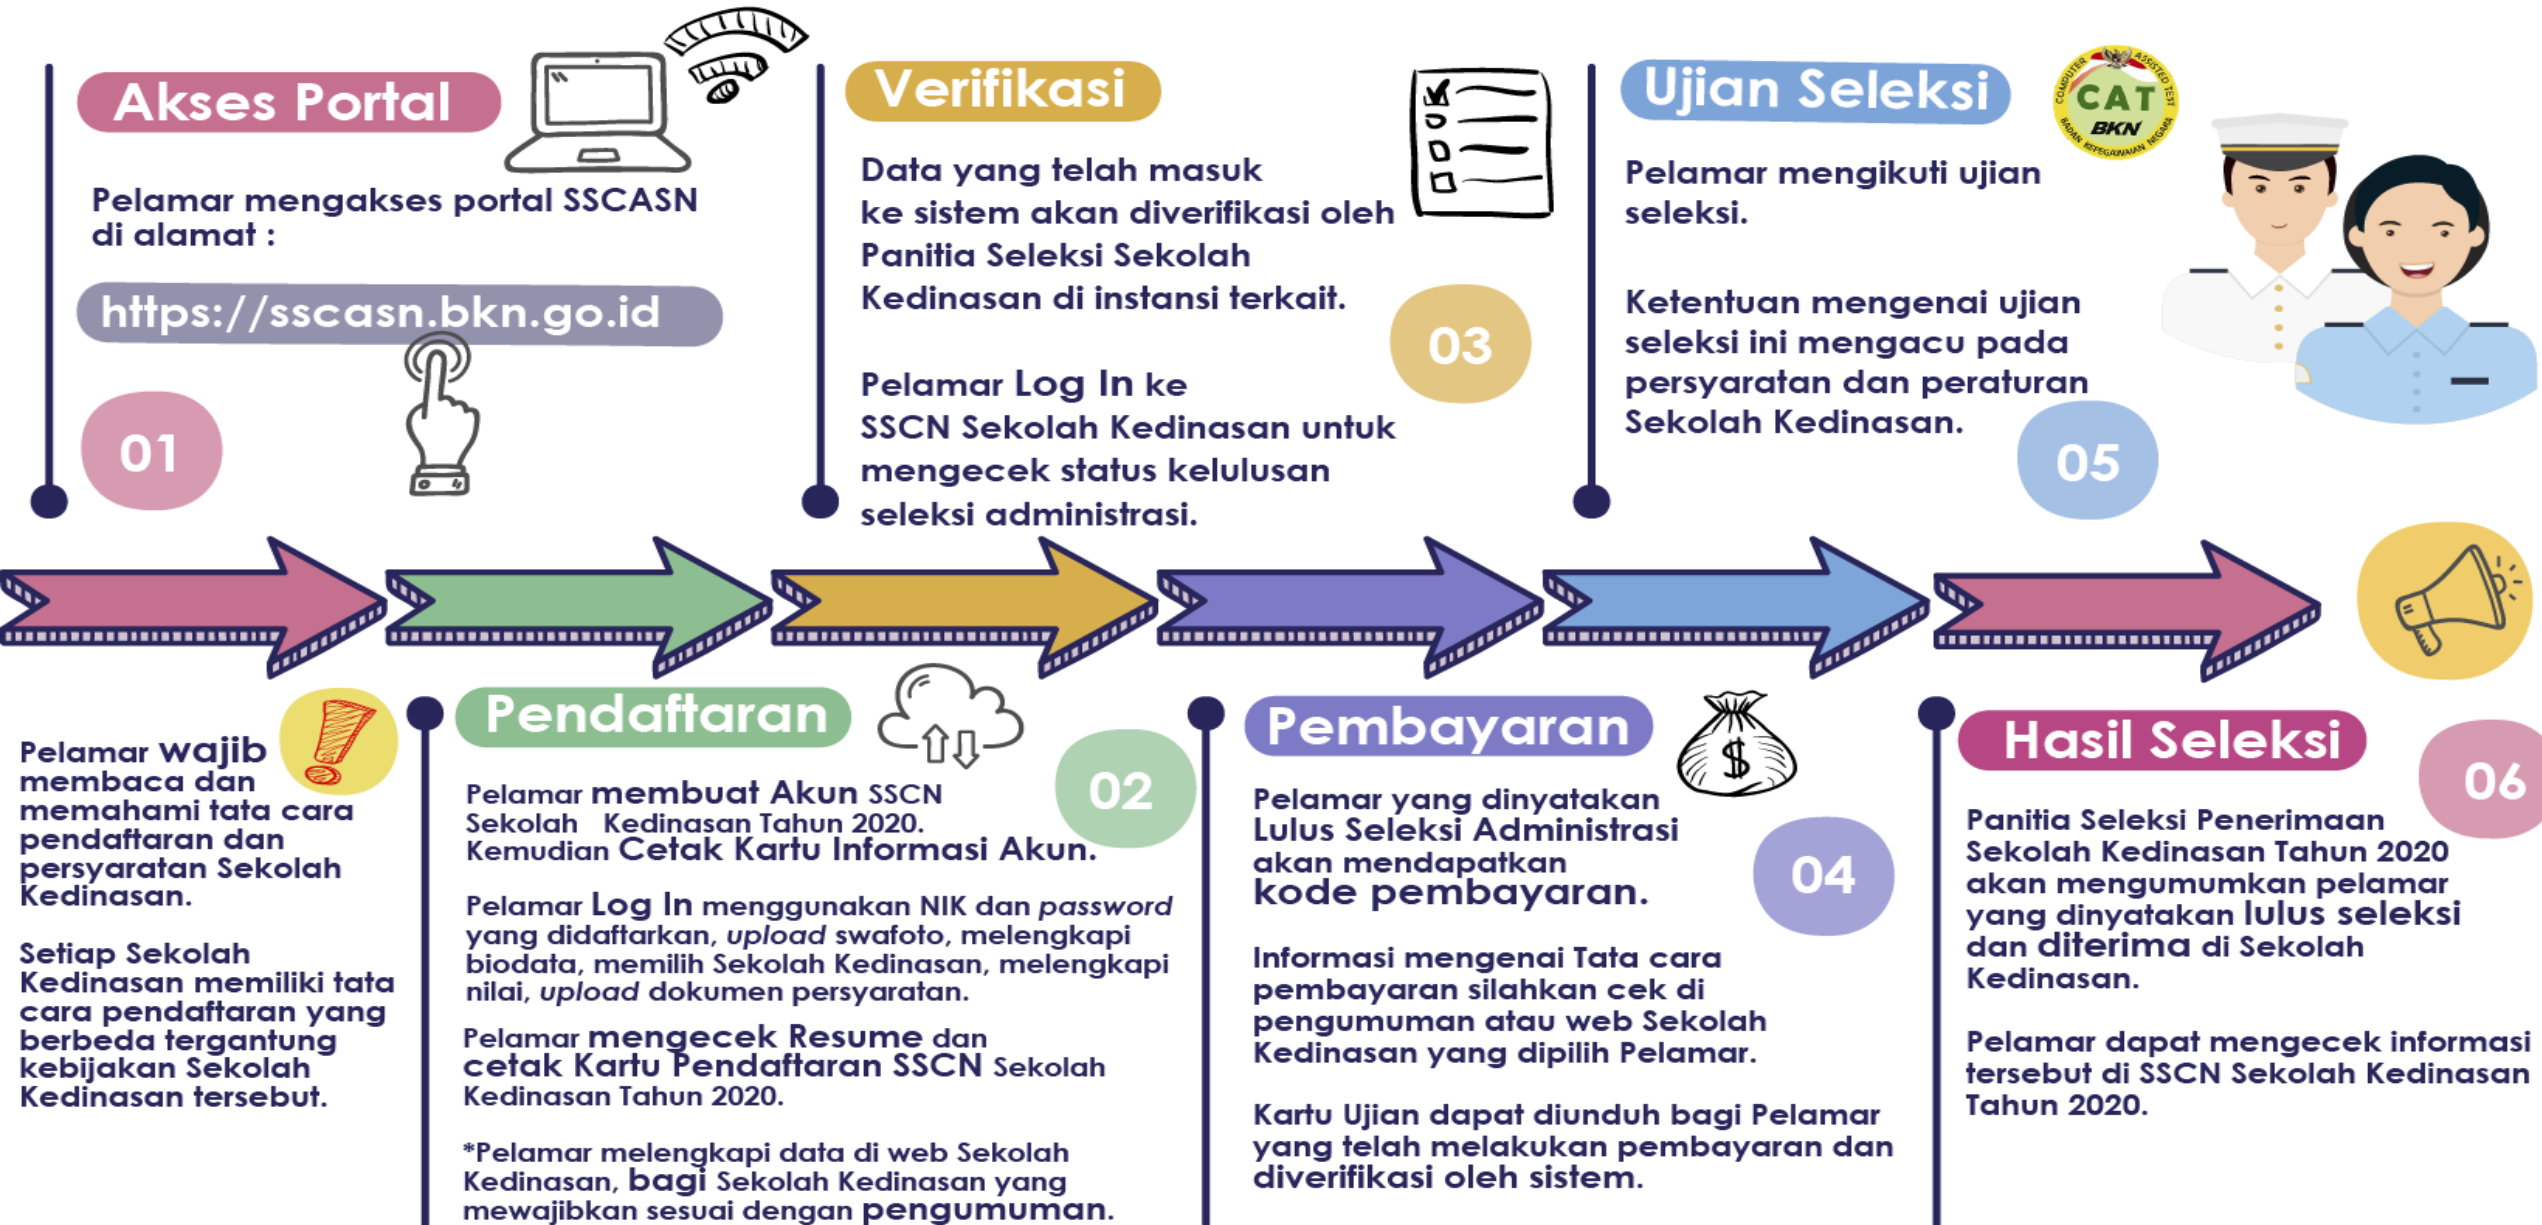 Akses Portal
Pelamar mengakses portal SSCASN
di alamat :
https://sscasn.bkn.go.id
01
Verifikasi
Data yang telah masuk
ke sistem akan diverifikasi oleh
Panitia Seleksi Sekolah
Kedinasan di instansi terkait.
Pelamar Log In ke
SSCN Sekolah Kedinasan untuk
mengecek status kelulusan
seleksi administrasi.
03
Ujian Seleksi
COMPUTER ASSISTED TEST
CAT
BKN
BADAN KEPEGAWAIAN NEGARA
Pelamar mengikuti ujian
seleksi.
Ketentuan mengenai ujian
seleksi ini mengacu pada
persyaratan dan peraturan
Sekolah Kedinasan.
05
Pelamar wajib
membaca dan
memahami tata cara
pendaftaran dan
persyaratan Sekolah
Kedinasan.
Setiap Sekolah
Kedinasan memiliki tata
cara pendaftaran yang
berbeda tergantung
kebijakan Sekolah
Kedinasan tersebut.
Pendaftaran
02
Pelamar membuat Akun SSCN
Sekolah Kedinasan Tahun 2020.
Kemudian Cetak Kartu Informasi Akun.
Pelamar Log In menggunakan NIK dan password
yang didaftarkan, upload swafoto, melengkapi
biodata, memilih Sekolah Kedinasan, melengkapi
nilai, upload dokumen persyaratan.
Pelamar mengecek Resume dan
cetak Kartu Pendaftaran SSCN Sekolah
Kedinasan Tahun 2020.
*Pelamar melengkapi data di web Sekolah
Kedinasan, bagi Sekolah Kedinasan yang
mewajibkan sesuai dengan pengumuman.
Pembayaran
$
Pelamar yang dinyatakan
Lulus Seleksi Administrasi
akan mendapatkan
kode pembayaran.
04
Informasi mengenai Tata cara
pembayaran silahkan cek di
pengumuman atau web Sekolah
Kedinasan yang dipilih Pelamar.
Kartu Ujian dapat diunduh bagi Pelamar
yang telah melakukan pembayaran dan
diverifikasi oleh sistem.
Hasil Seleksi
06
Panitia Seleksi Penerimaan
Sekolah Kedinasan Tahun 2020
akan mengumumkan pelamar
yang dinyatakan lulus seleksi
dan diterima di Sekolah
Kedinasan.
Pelamar dapat mengecek informasi
tersebut di SSCN Sekolah Kedinasan
Tahun 2020.